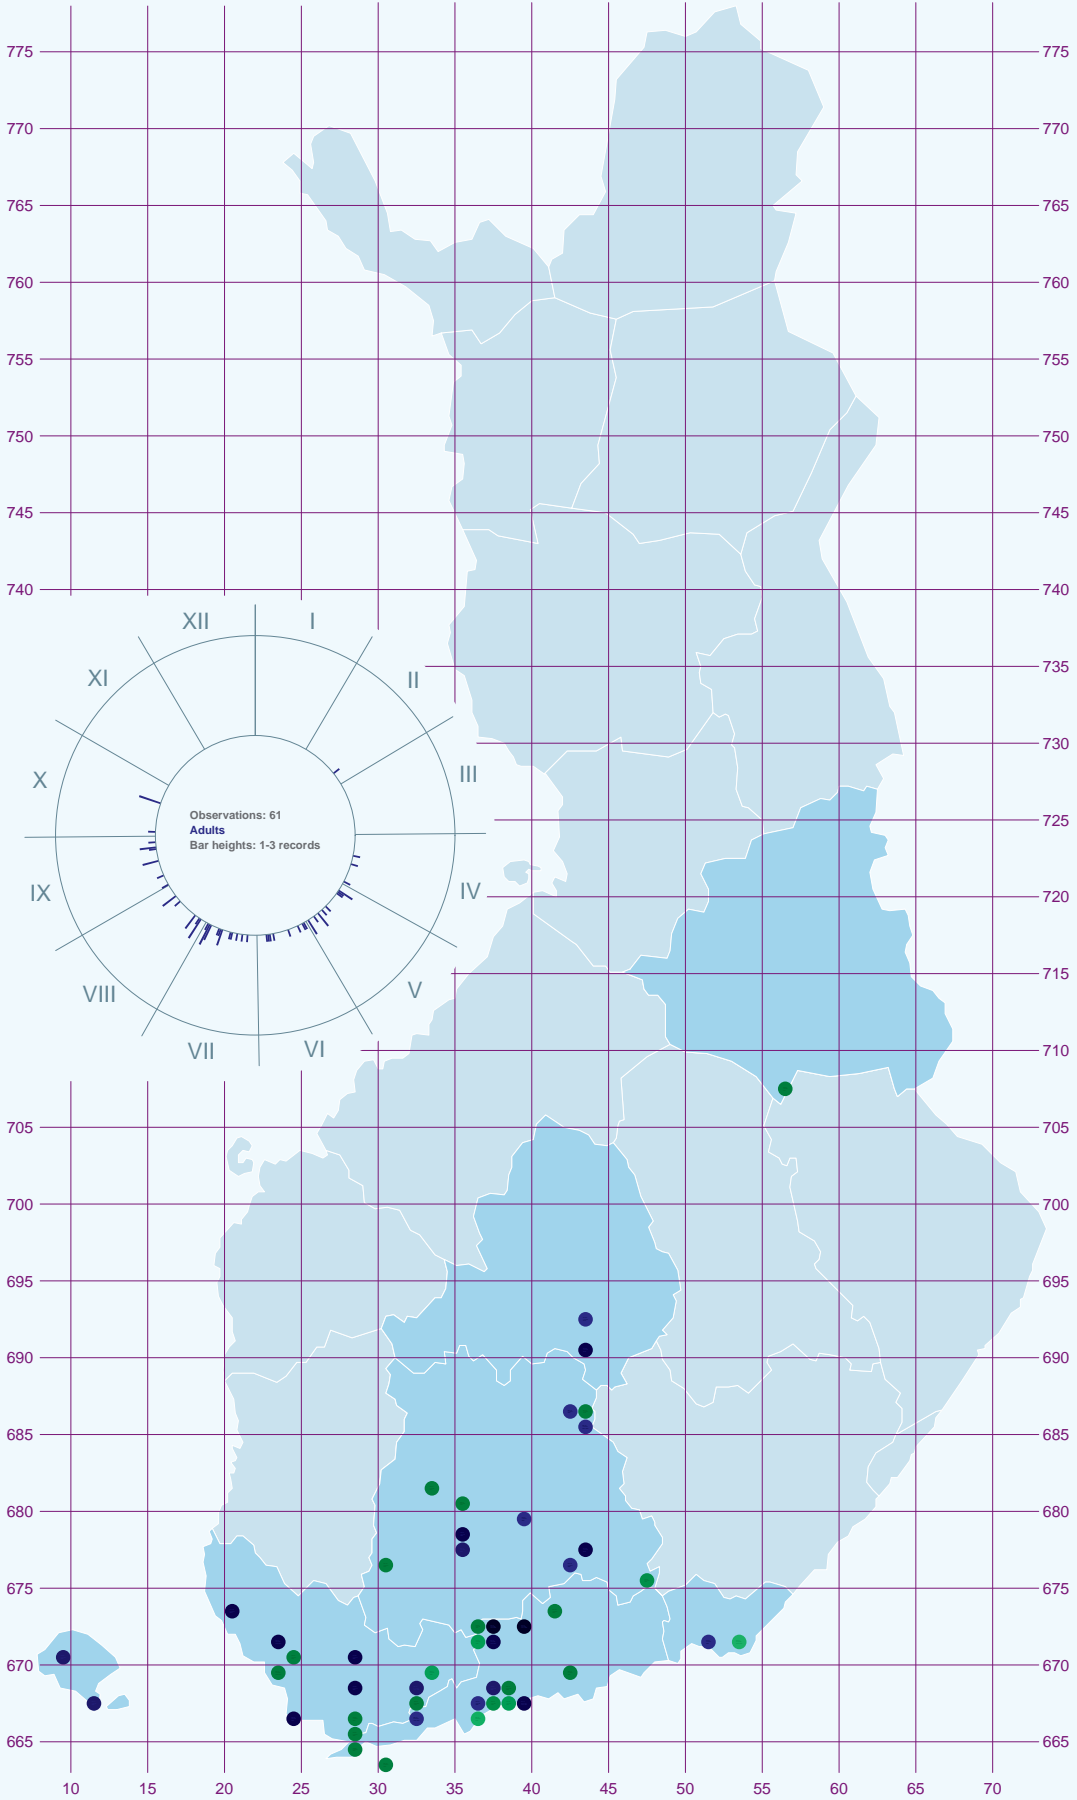 775 775
770 770
765 765
760 760
755 755
750 750
745 745
740 740
XII I
735
XI II
730
X III
Observations: 61
Adults
Bar heights: 1-3 records
725
IX IV
720
715
VIII V
VII VI
710
705 705
700 700
695 695
690 690
685 685
680 680
675 675
670 670
665 665
10 15 20 25 30 35 40 45 50 55 60 65 70